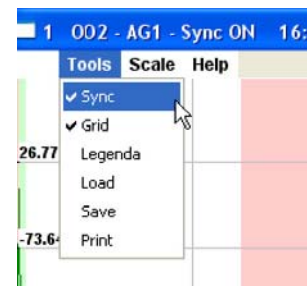 1 002 - AG1 - Sync ON 16:
Tools Scale Help
Sync
Grid
26.77
Legenda
Load
Save
-73.64
Print